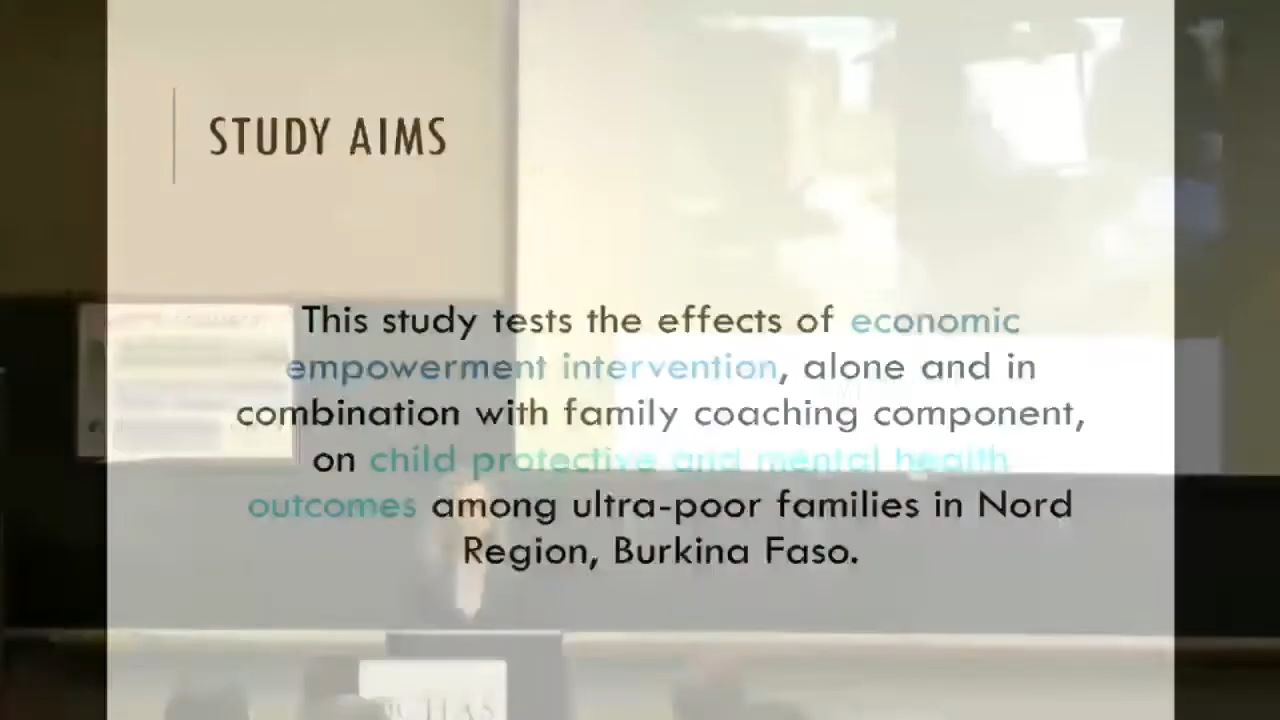 STUDY AIMS
This study tests the effects of economic
empowerment intervention, alone and in
combination with family coaching component,
on child protective and mental health
outcomes among ultra-poor families in Nord
Region, Burkina Faso.